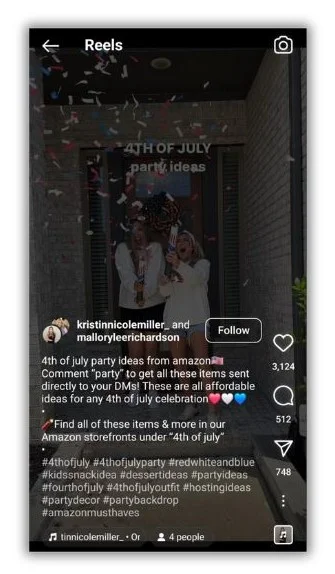 Reels
4TH OF JULY
party ideas
kristinnicolemiller_ and
malloryleerichardson
Follow
4th of july party ideas from amazon🇺🇸
Comment “party” to get all these items sent
directly to your DMs! These are all affordable
ideas for any 4th of july celebration❤️🤍💙
•
🧨Find all of these items & more in our
Amazon storefronts under “4th of july”
•
#4thofjuly #4thofjulyparty #redwhiteandblue
#kidssnackidea #dessertideas #partyideas
#fourthofjuly #4thofjulyoutfit #hostingideas
#partydecor #partybackdrop
#amazonmusthaves
3,124
512
748
tinnicolemiller_ • Or
4 people